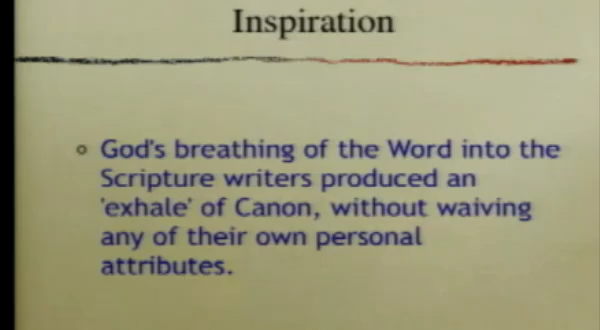 Inspiration
God's breathing of the Word into the
Scripture writers produced an
'exhale' of Canon, without waiving
any of their own personal
attributes.